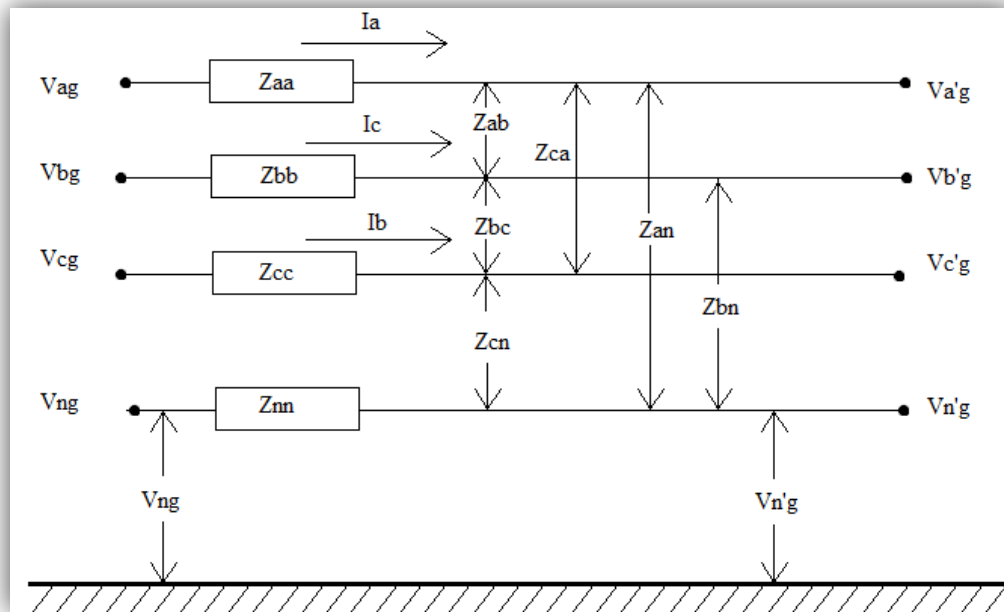 Ia
Vag Zaa Va'g
Ic Zab
Zca
Vbg Zbb Vb'g
Ib Zbc Zan
Vcg Zcc Vc'g
Zbn
Zcn
Vng Znn Vn'g
Vng Vn'g